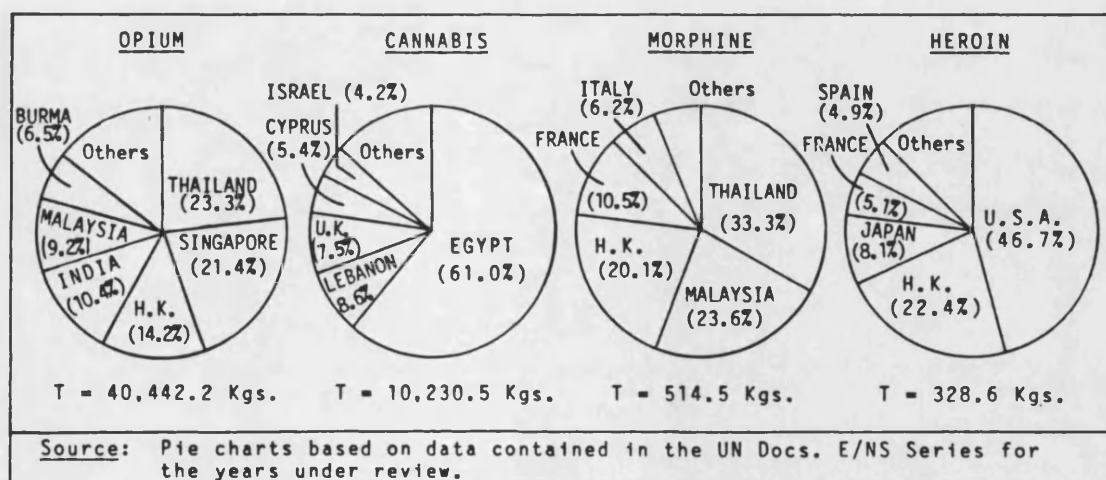 OPIUM
BURMA
(6.5%)
Others
THAILAND
(23.3%)
SINGAPORE
(21.4%)
H.K.
(14.2%)
INDIA
(10.4%)
MALAYSIA
(9.2%)
T = 40,442.2 Kgs.
CANNABIS
ISRAEL (4.2%)
CYPRUS
(5.4%)
Others
U.K.
(7.5%)
LEBANON
8.6%
EGYPT
(61.0%)
T = 10,230.5 Kgs.
MORPHINE
ITALY
(6.2%)
Others
FRANCE
(10.5%)
THAILAND
(33.3%)
H.K.
(20.1%)
MALAYSIA
(23.6%)
T = 514.5 Kgs.
HEROIN
SPAIN
(4.9%)
Others
FRANCE
(5.1%)
JAPAN
(8.1%)
U.S.A.
(46.7%)
H.K.
(22.4%)
T = 328.6 Kgs.
Source: Pie charts based on data contained in the UN Docs. E/NS Series for
the years under review.